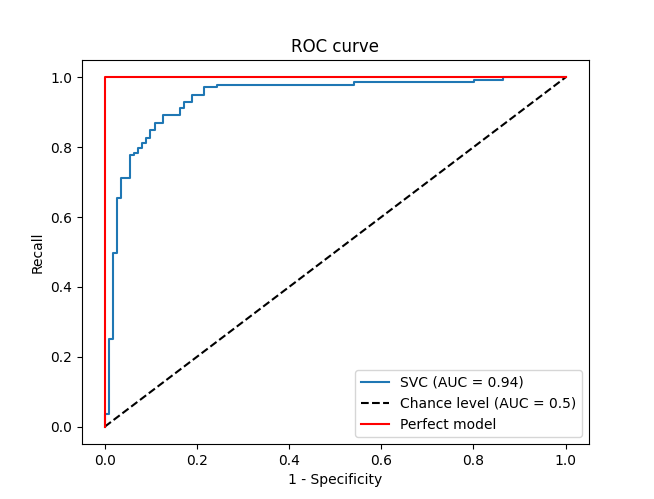 ROC curve
1.0
0.8
0.6
0.4
0.2
0.0
Recall
SVC (AUC = 0.94)
Chance level (AUC = 0.5)
Perfect model
0.0 0.2 0.4 0.6 0.8 1.0
1 - Specificity